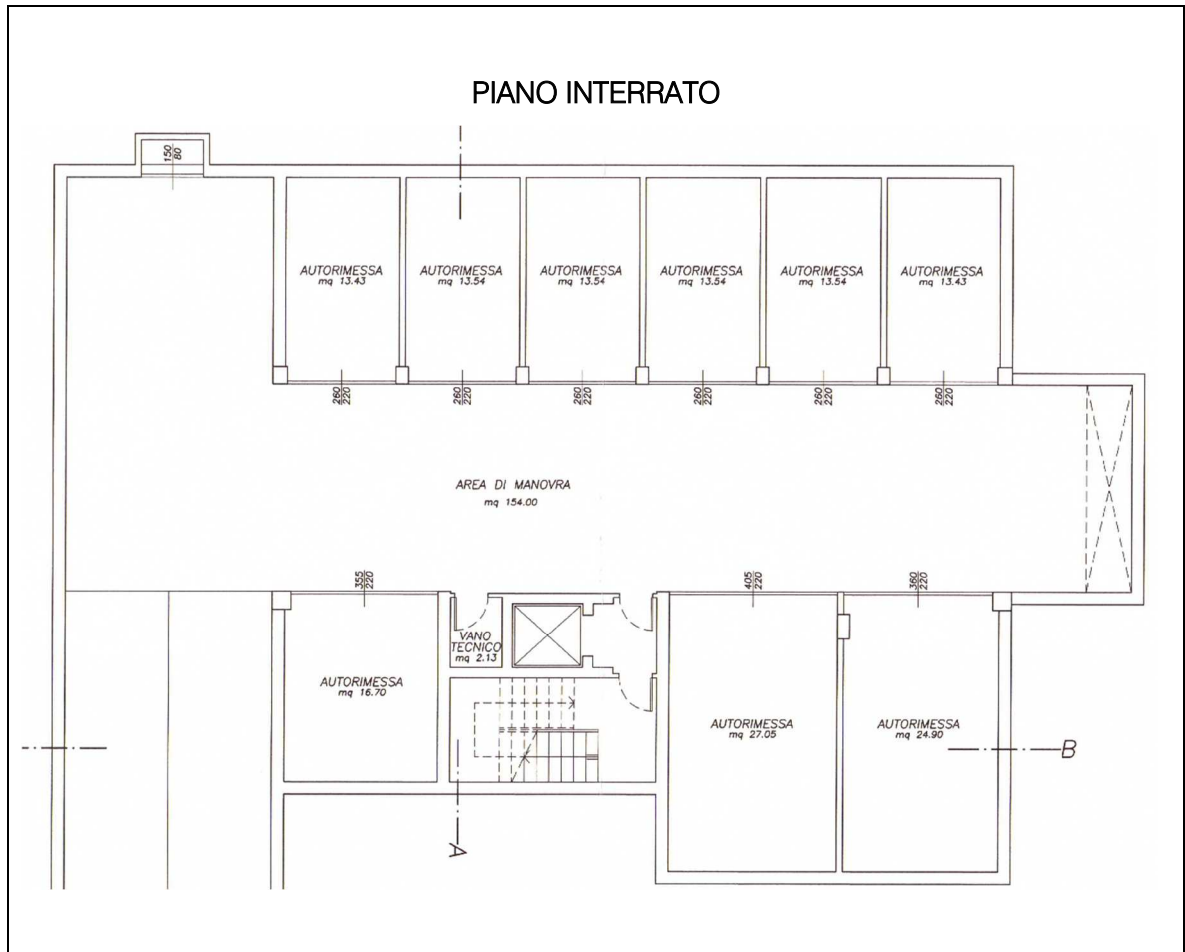 PIANO INTERRATO
150
80
AUTORIMESSA
mq 13.43
AUTORIMESSA
mq 13.54
AUTORIMESSA
mq 13.54
AUTORIMESSA
mq 13.54
AUTORIMESSA
mq 13.54
AUTORIMESSA
mq 13.43
260
220
260
220
260
220
260
220
260
220
260
220
AREA DI MANOVRA
mq 154.00
355
220
405
220
360
220
VANO
TECNICO
mq 2.13
AUTORIMESSA
mq 16.70
AUTORIMESSA
mq 27.05
AUTORIMESSA
mq 24.90
B
A